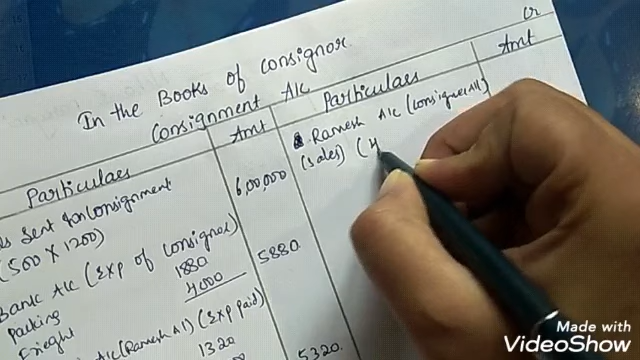 In the Books of consignor.
Consignment A/c
Cr
Particulars
Amt
Particulars
Amt
Sent on Consignment
(500 X 1200)
6,00,000
Ramesh A/c (Consignee A/c)
(Sales) (4
Bank A/c (Exp of Consignor)
Packing
1880
Frieght
4000
5880
A/c (Ramesh A/c) (Exp paid)
1320
5320
Made with
VideoShow